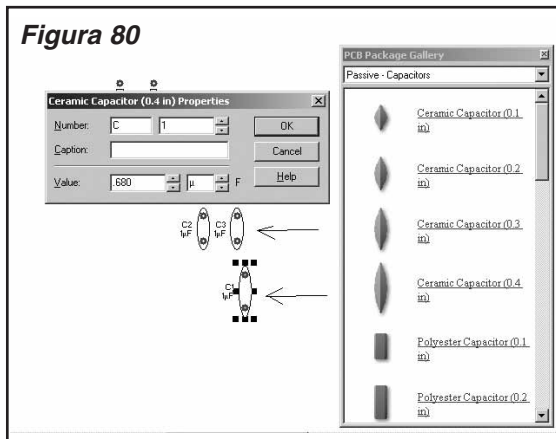 Figura 80
PCB Package Gallery
Passive - Capacitors
Ceramic Capacitor (0.1
in)
Ceramic Capacitor (0.2
in)
Ceramic Capacitor (0.3
in)
Ceramic Capacitor (0.4
in)
Polyester Capacitor (0.1
in)
Polyester Capacitor (0.2
in)
Ceramic Capacitor (0.4 in) Properties
Number: C 1 OK
Caption: Cancel
Value: .680 µ F Help
C2 C3
1µF 1µF
C1
1µF